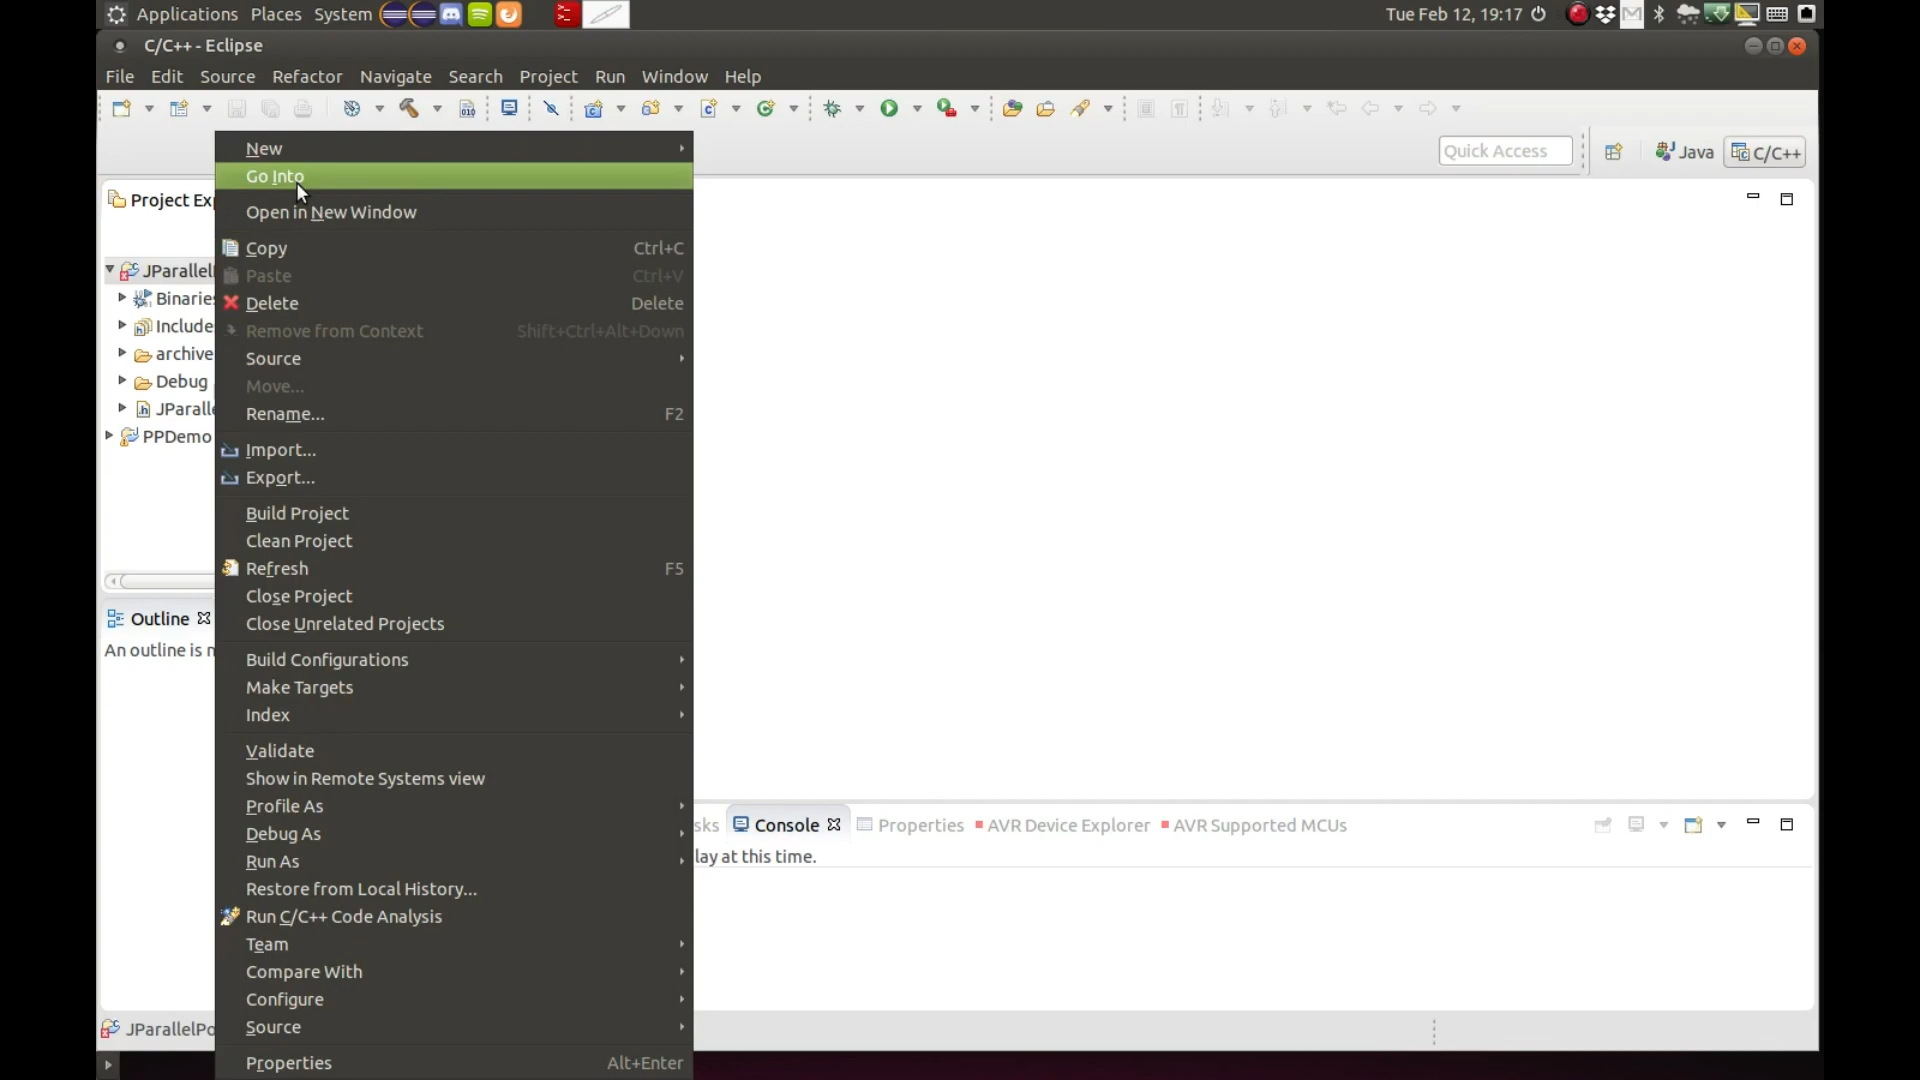 Applications Places System Tue Feb 12, 19:17
C/C++ - Eclipse
File Edit Source Refactor Navigate Search Project Run Window Help
Quick Access Java C/C++
Project Exp
JParallel
Binaries
Include
archive
Debug
JParalle
PPDemo
Outline
An outline is n
New
Go Into
Open in New Window
Copy Ctrl+C
Paste Ctrl+V
Delete Delete
Remove from Context Shift+Ctrl+Alt+Down
Source
Move...
Rename... F2
Import...
Export...
Build Project
Clean Project
Refresh F5
Close Project
Close Unrelated Projects
Build Configurations
Make Targets
Index
Validate
Show in Remote Systems view
Profile As
Debug As
Run As
Restore from Local History...
Run C/C++ Code Analysis
Team
Compare With
Configure
Source
Properties Alt+Enter
sks Console Properties AVR Device Explorer AVR Supported MCUs
lay at this time.
JParallelPo